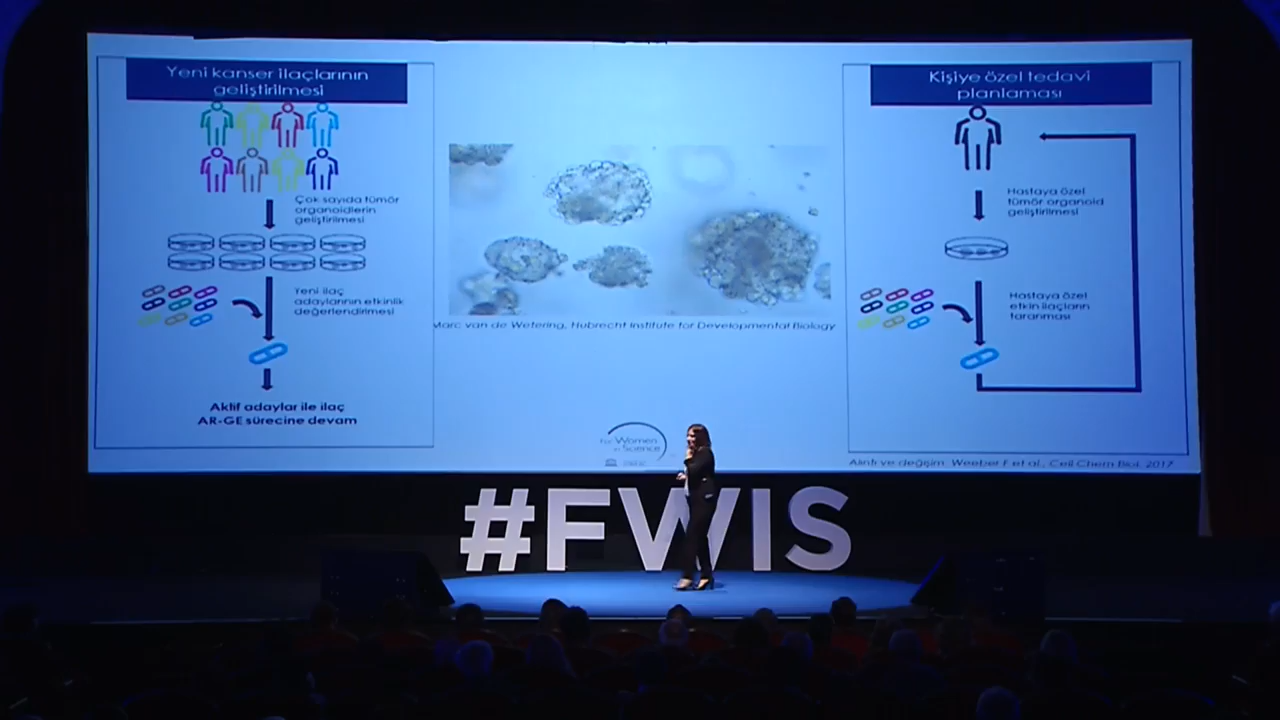 Yeni kanser ilaçlarının
geliştirilmesi
Çok sayıda tümör
organoidlerin
geliştirilmesi
Yeni ilaç
adaylarının etkinlik
değerlendirmesi
Aktif adaylar ile ilaç
AR-GE sürecine devam
Marc van de Wetering, Hubrecht Institute for Developmental Biology
Kişiye özel tedavi
planlaması
Hastaya özel
tümör organoid
geliştirilmesi
Hastaya özel
etkin ilaçların
taranması
Alıntı ve değişim Weeber F et al., Cell Chem Biol. 2017
For Women
in Science
#FWIS